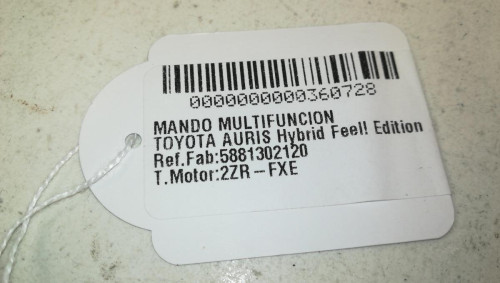 0000000000360728
MANDO MULTIFUNCION
TOYOTA AURIS Hybrid Feel! Edition
Ref.Fab:5881302120
T.Motor:2ZR-FXE